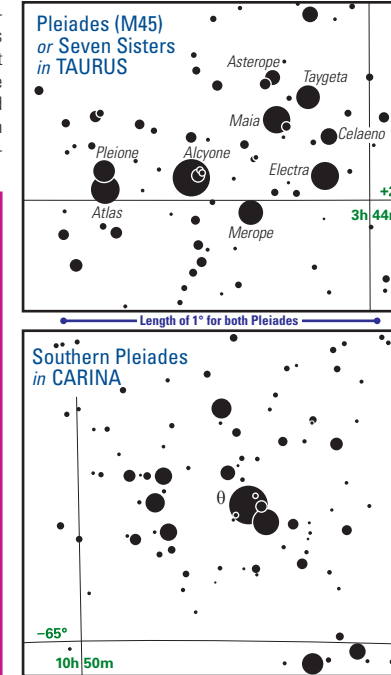 Pleiades (M45)
or Seven Sisters
in TAURUS
Asterope
Taygeta
Maia
Celaeno
Pleione
Alcyone
Electra
Atlas
Merope
3h 44m
Length of 1° for both Pleiades
Southern Pleiades
in CARINA
θ
−65°
10h 50m